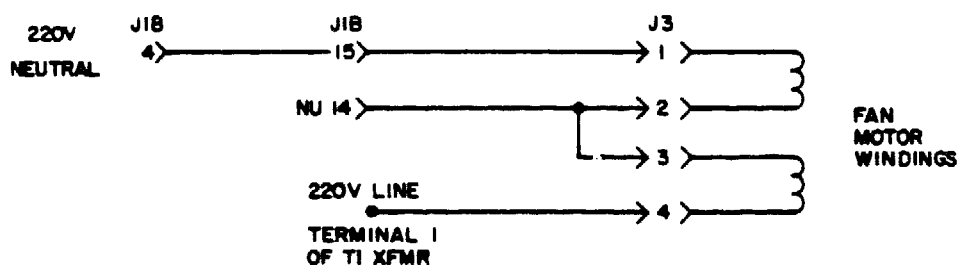 220V
NEUTRAL
J18
4
J1B
15
J3
1
NU 14
2
3
220V LINE
4
TERMINAL 1
OF T1 XFMR
FAN
MOTOR
WINDINGS